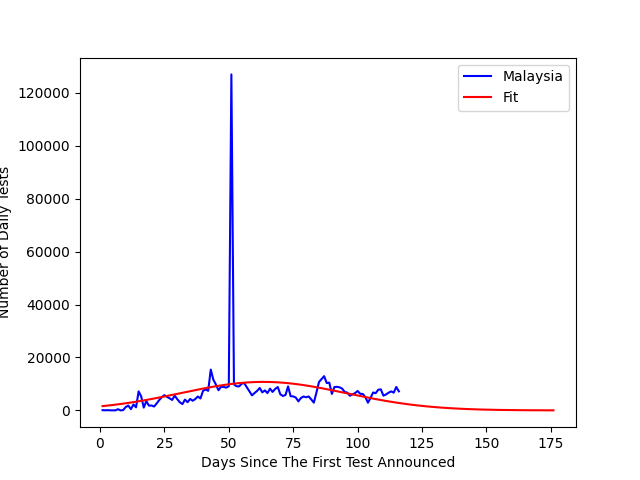 Malaysia
Fit
120000
100000
80000
60000
40000
20000
0
Number of Daily Tests
0 25 50 75 100 125 150 175
Days Since The First Test Announced